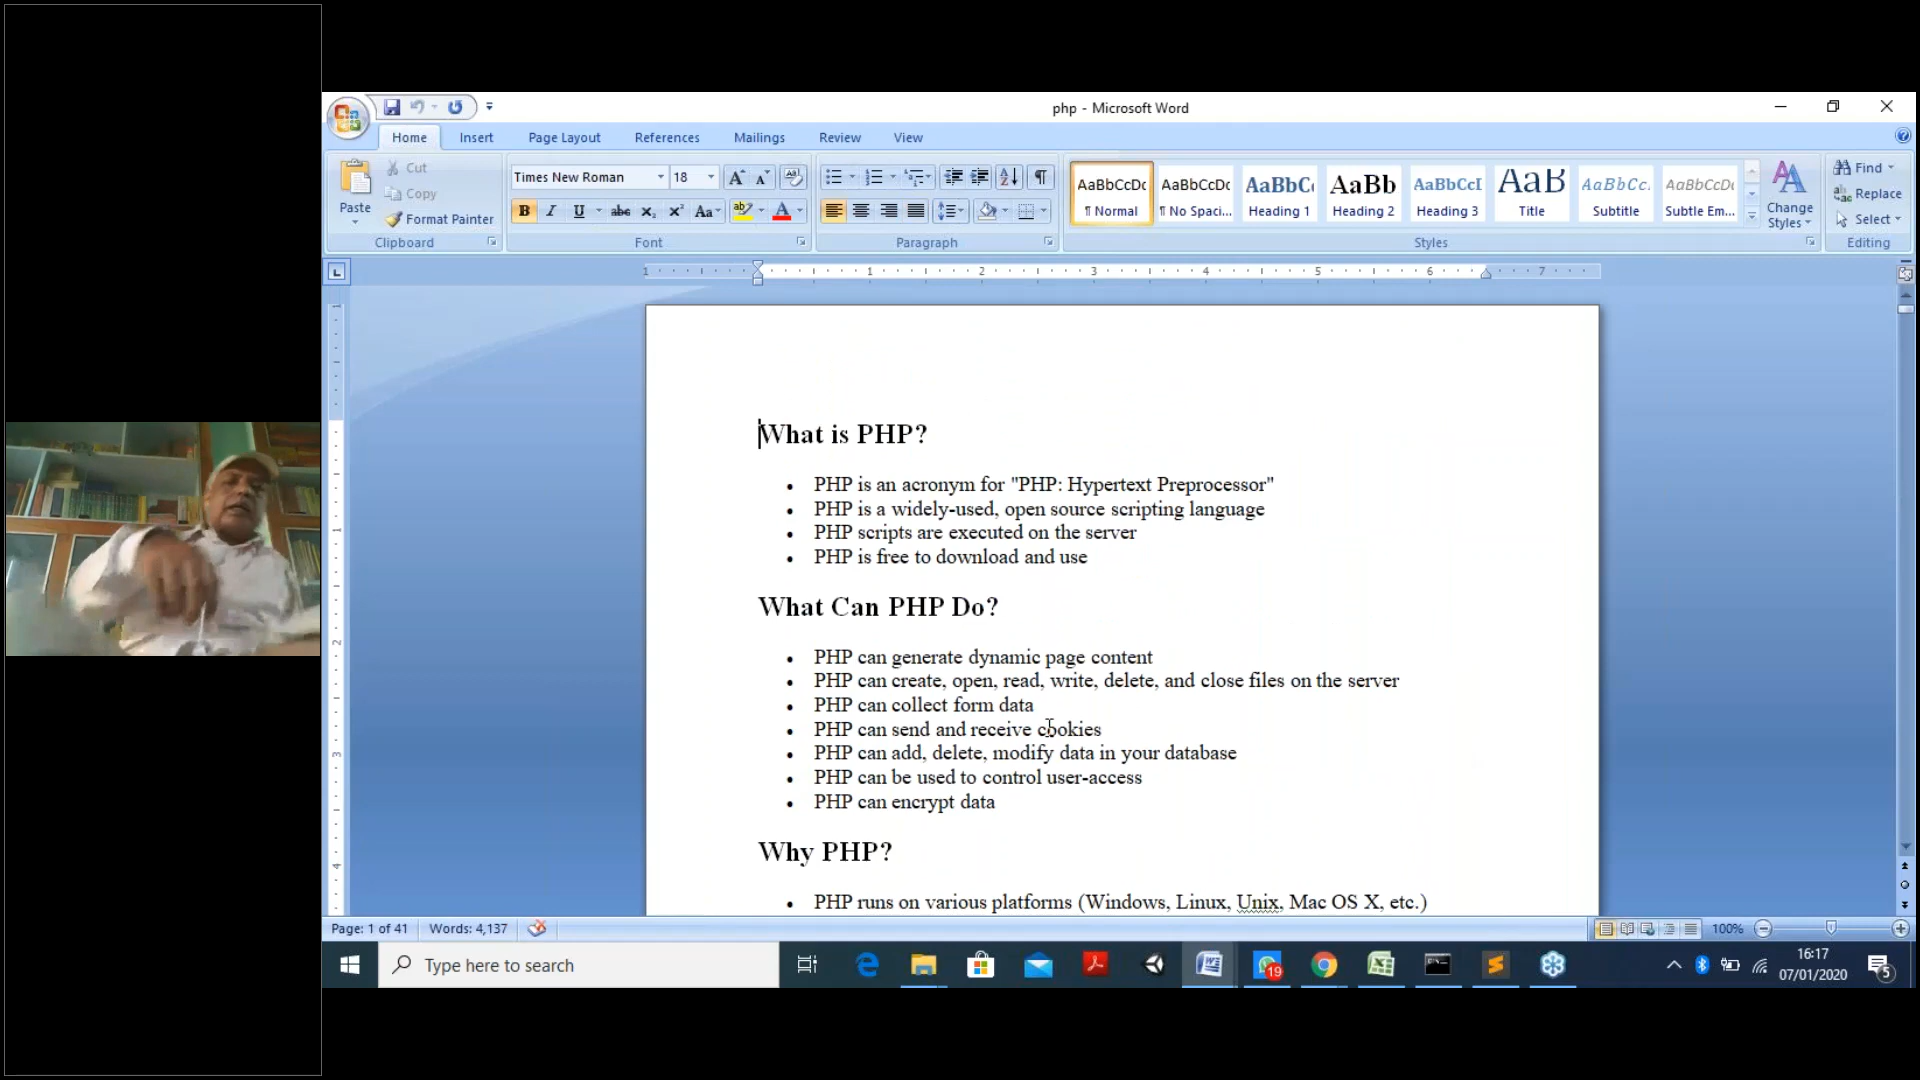 php - Microsoft Word
Home Insert Page Layout References Mailings Review View
Paste
Cut
Copy
Format Painter
Clipboard
Times New Roman 18
Font
Paragraph
AaBbCcDc AaBbCcDc AaBbC AaBb AaBbCcI AaB AaBbCc. AaBbCcDc
¶ Normal ¶ No Spaci... Heading 1 Heading 2 Heading 3 Title Subtitle Subtle Em...
Styles
Change Styles
Find
Replace
Select
Editing
What is PHP?
• PHP is an acronym for "PHP: Hypertext Preprocessor"
• PHP is a widely-used, open source scripting language
• PHP scripts are executed on the server
• PHP is free to download and use
What Can PHP Do?
• PHP can generate dynamic page content
• PHP can create, open, read, write, delete, and close files on the server
• PHP can collect form data
• PHP can send and receive cookies
• PHP can add, delete, modify data in your database
• PHP can be used to control user-access
• PHP can encrypt data
Why PHP?
• PHP runs on various platforms (Windows, Linux, Unix, Mac OS X, etc.)
Page: 1 of 41 Words: 4,137 100%
Type here to search
19
16:17
07/01/2020
5